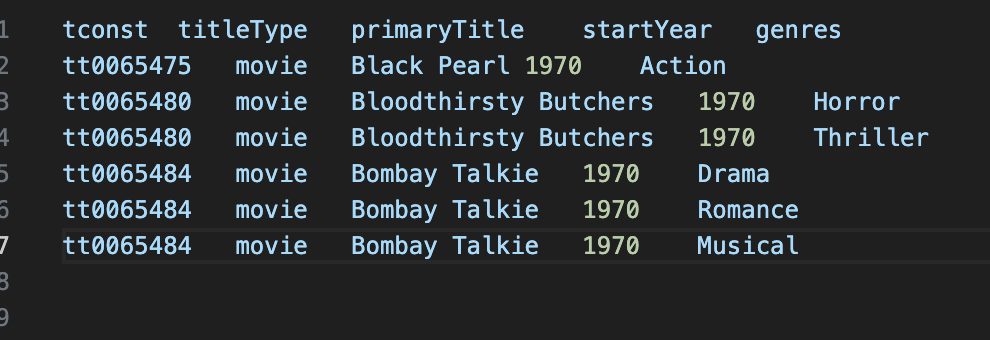 1 tconst titleType primaryTitle startYear genres
2 tt0065475 movie Black Pearl 1970 Action
3 tt0065480 movie Bloodthirsty Butchers 1970 Horror
4 tt0065480 movie Bloodthirsty Butchers 1970 Thriller
5 tt0065484 movie Bombay Talkie 1970 Drama
6 tt0065484 movie Bombay Talkie 1970 Romance
7 tt0065484 movie Bombay Talkie 1970 Musical
8
9